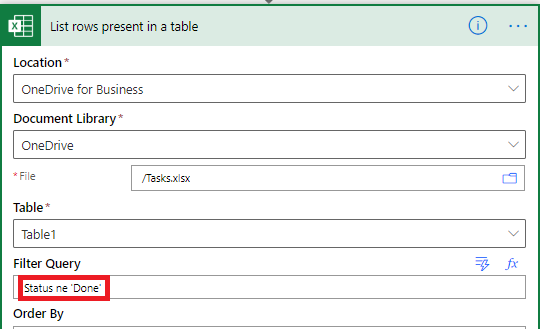 List rows present in a table
Location*
OneDrive for Business
Document Library*
OneDrive
* File
/Tasks.xlsx
Table*
Table1
Filter Query
fx
Status ne 'Done'
Order By